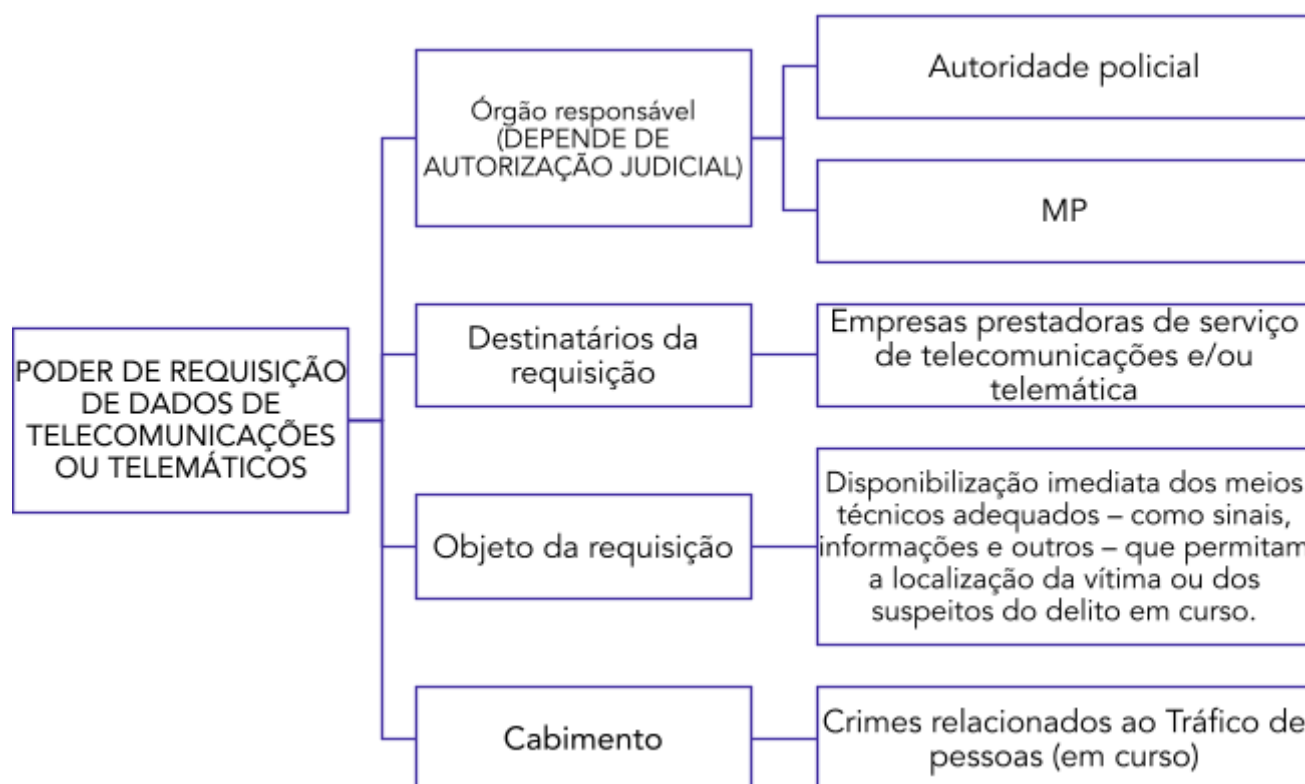 PODER DE REQUISIÇÃO
DE DADOS DE
TELECOMUNICAÇÕES
OU TELEMÁTICOS
Órgão responsável
(DEPENDE DE
AUTORIZAÇÃO JUDICIAL)
Autoridade policial
MP
Destinatários da
requisição
Empresas prestadoras de serviço
de telecomunicações e/ou
telemática
Objeto da requisição
Disponibilização imediata dos meios
técnicos adequados – como sinais,
informações e outros – que permitam
a localização da vítima ou dos
suspeitos do delito em curso.
Cabimento
Crimes relacionados ao Tráfico de
pessoas (em curso)